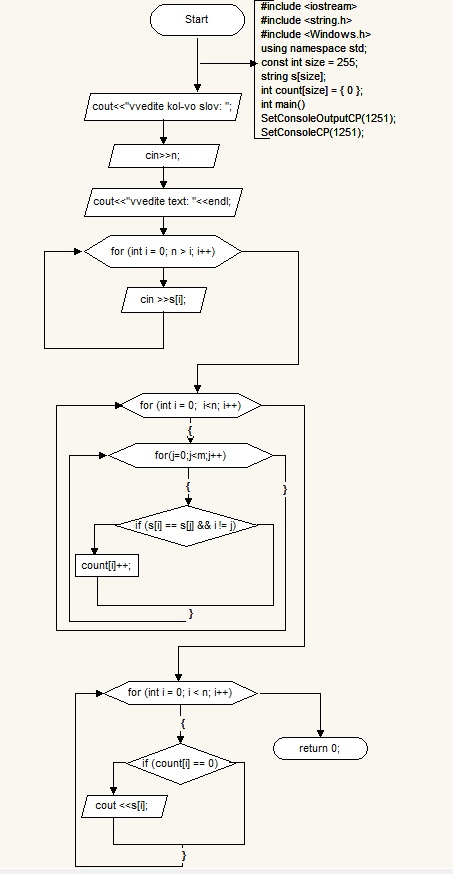 Start
#include <iostream>
#include <string.h>
#include <Windows.h>
using namespace std;
const int size = 255;
string s[size];
int count[size] = { 0 };
int main()
SetConsoleOutputCP(1251);
SetConsoleCP(1251);
cout<<"vvedite kol-vo slov: ";
cin>>n;
cout<<"vvedite text: "<<endl;
for (int i = 0; n > i; i++)
cin >>s[i];
for (int i = 0;  i<n; i++)
{
for(j=0;j<m;j++)
{
}
if (s[i] == s[j] && i != j)
count[i]++;
}
for (int i = 0; i < n; i++)
{
return 0;
if (count[i] == 0)
cout <<s[i];
}